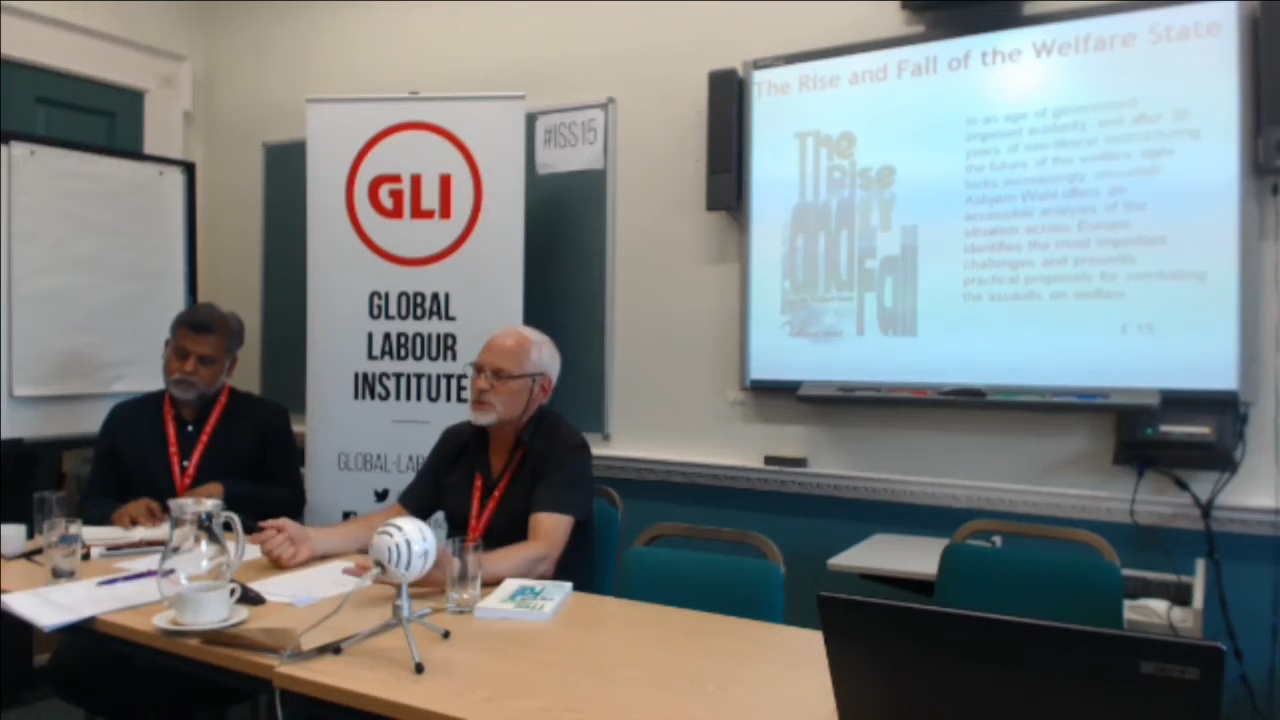 The Rise and Fall of the Welfare State
#ISS15
GLI
GLOBAL
LABOUR
INSTITUTE
GLOBAL-LAB
The
Rise
and
Fall
In an age of government
imposed austerity, and after 30
years of neo-liberal restructuring
the future of the welfare state
looks increasingly uncertain.
Asbjørn Wahl offers an
accessible analysis of the
situation across Europe
identifies the most important
challenges and presents
practical proposals for combating
the assaults on welfare.